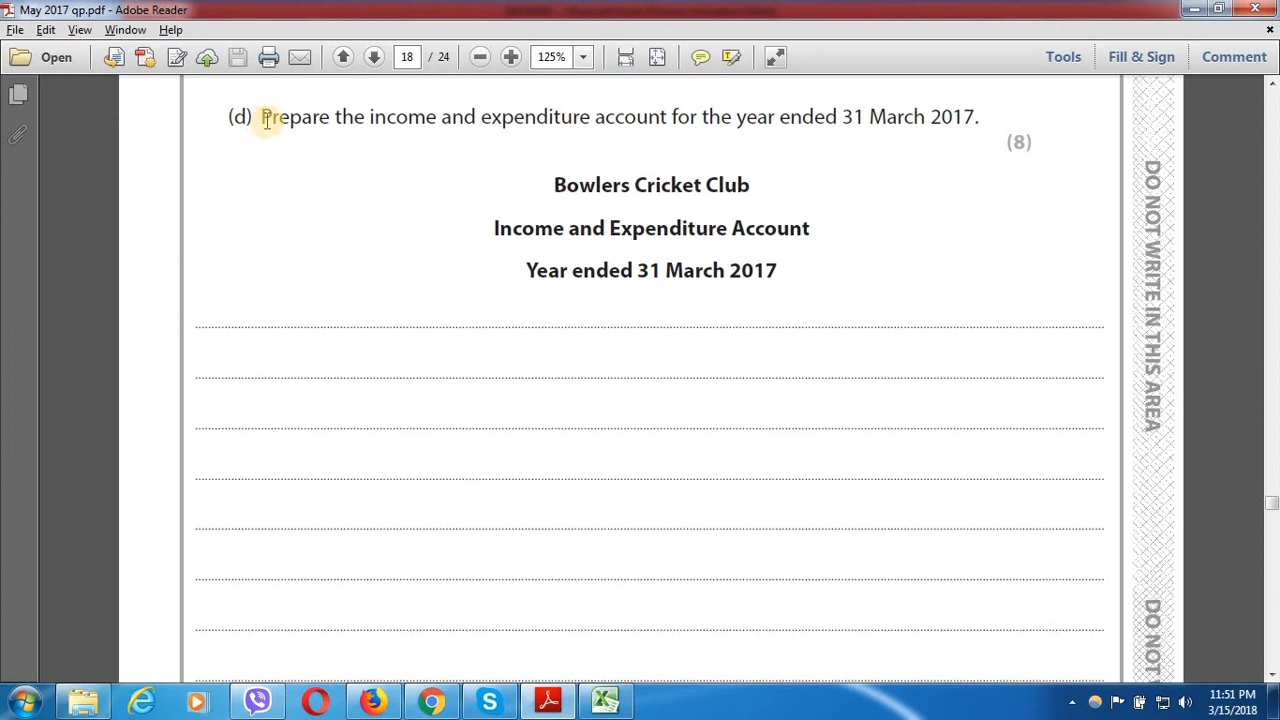 May 2017 qp.pdf - Adobe Reader
File Edit View Window Help
Open 18 / 24 125% Tools Fill & Sign Comment
(d) Prepare the income and expenditure account for the year ended 31 March 2017.
(8)
Bowlers Cricket Club
Income and Expenditure Account
Year ended 31 March 2017
DO NOT WRITE IN THIS AREA
DO NOT
11:51 PM
3/15/2018